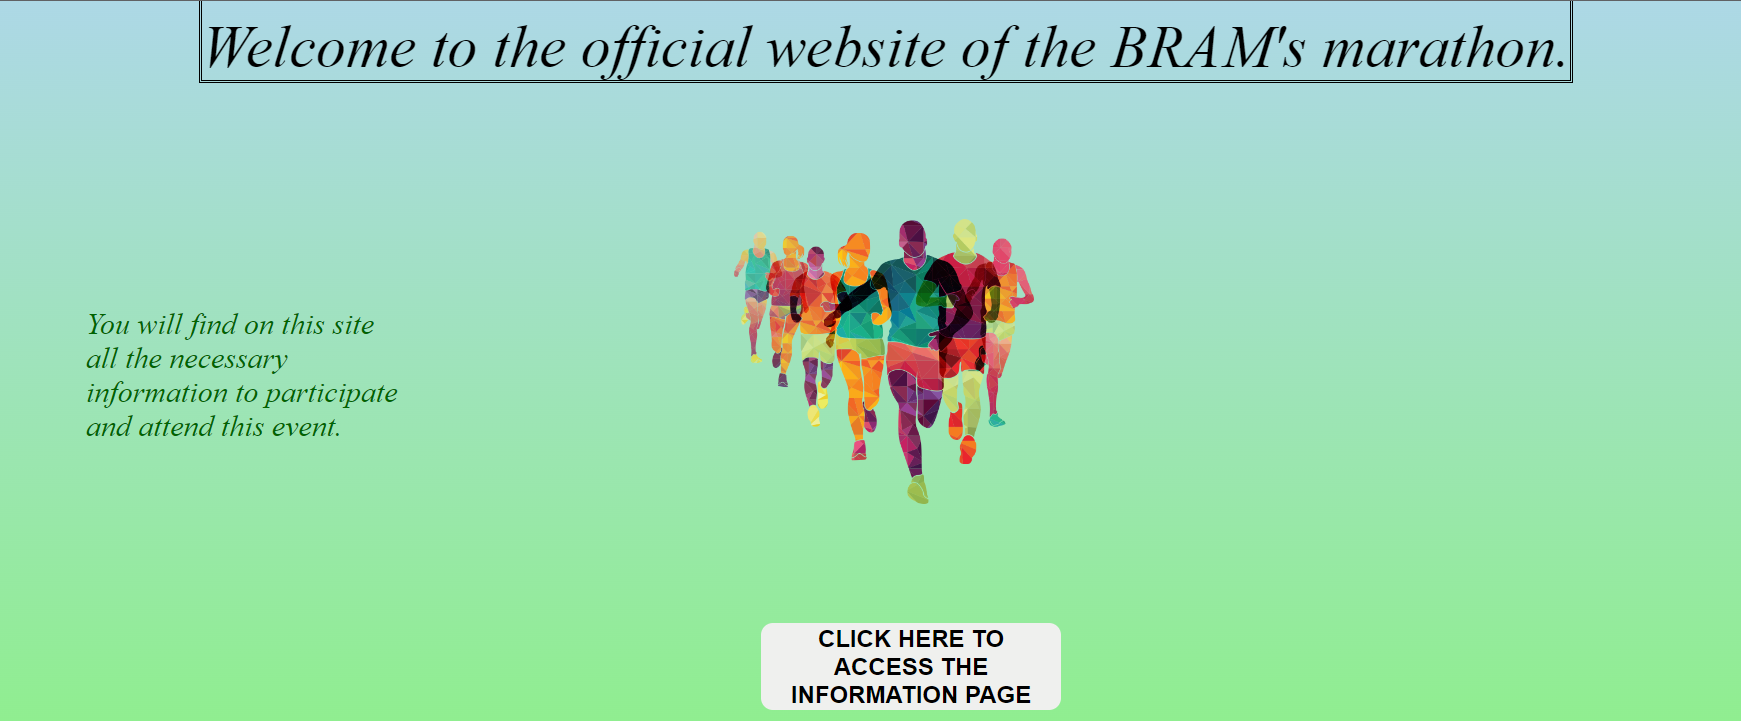 Welcome to the official website of the BRAM's marathon.
You will find on this site
all the necessary
information to participate
and attend this event.
CLICK HERE TO
ACCESS THE
INFORMATION PAGE